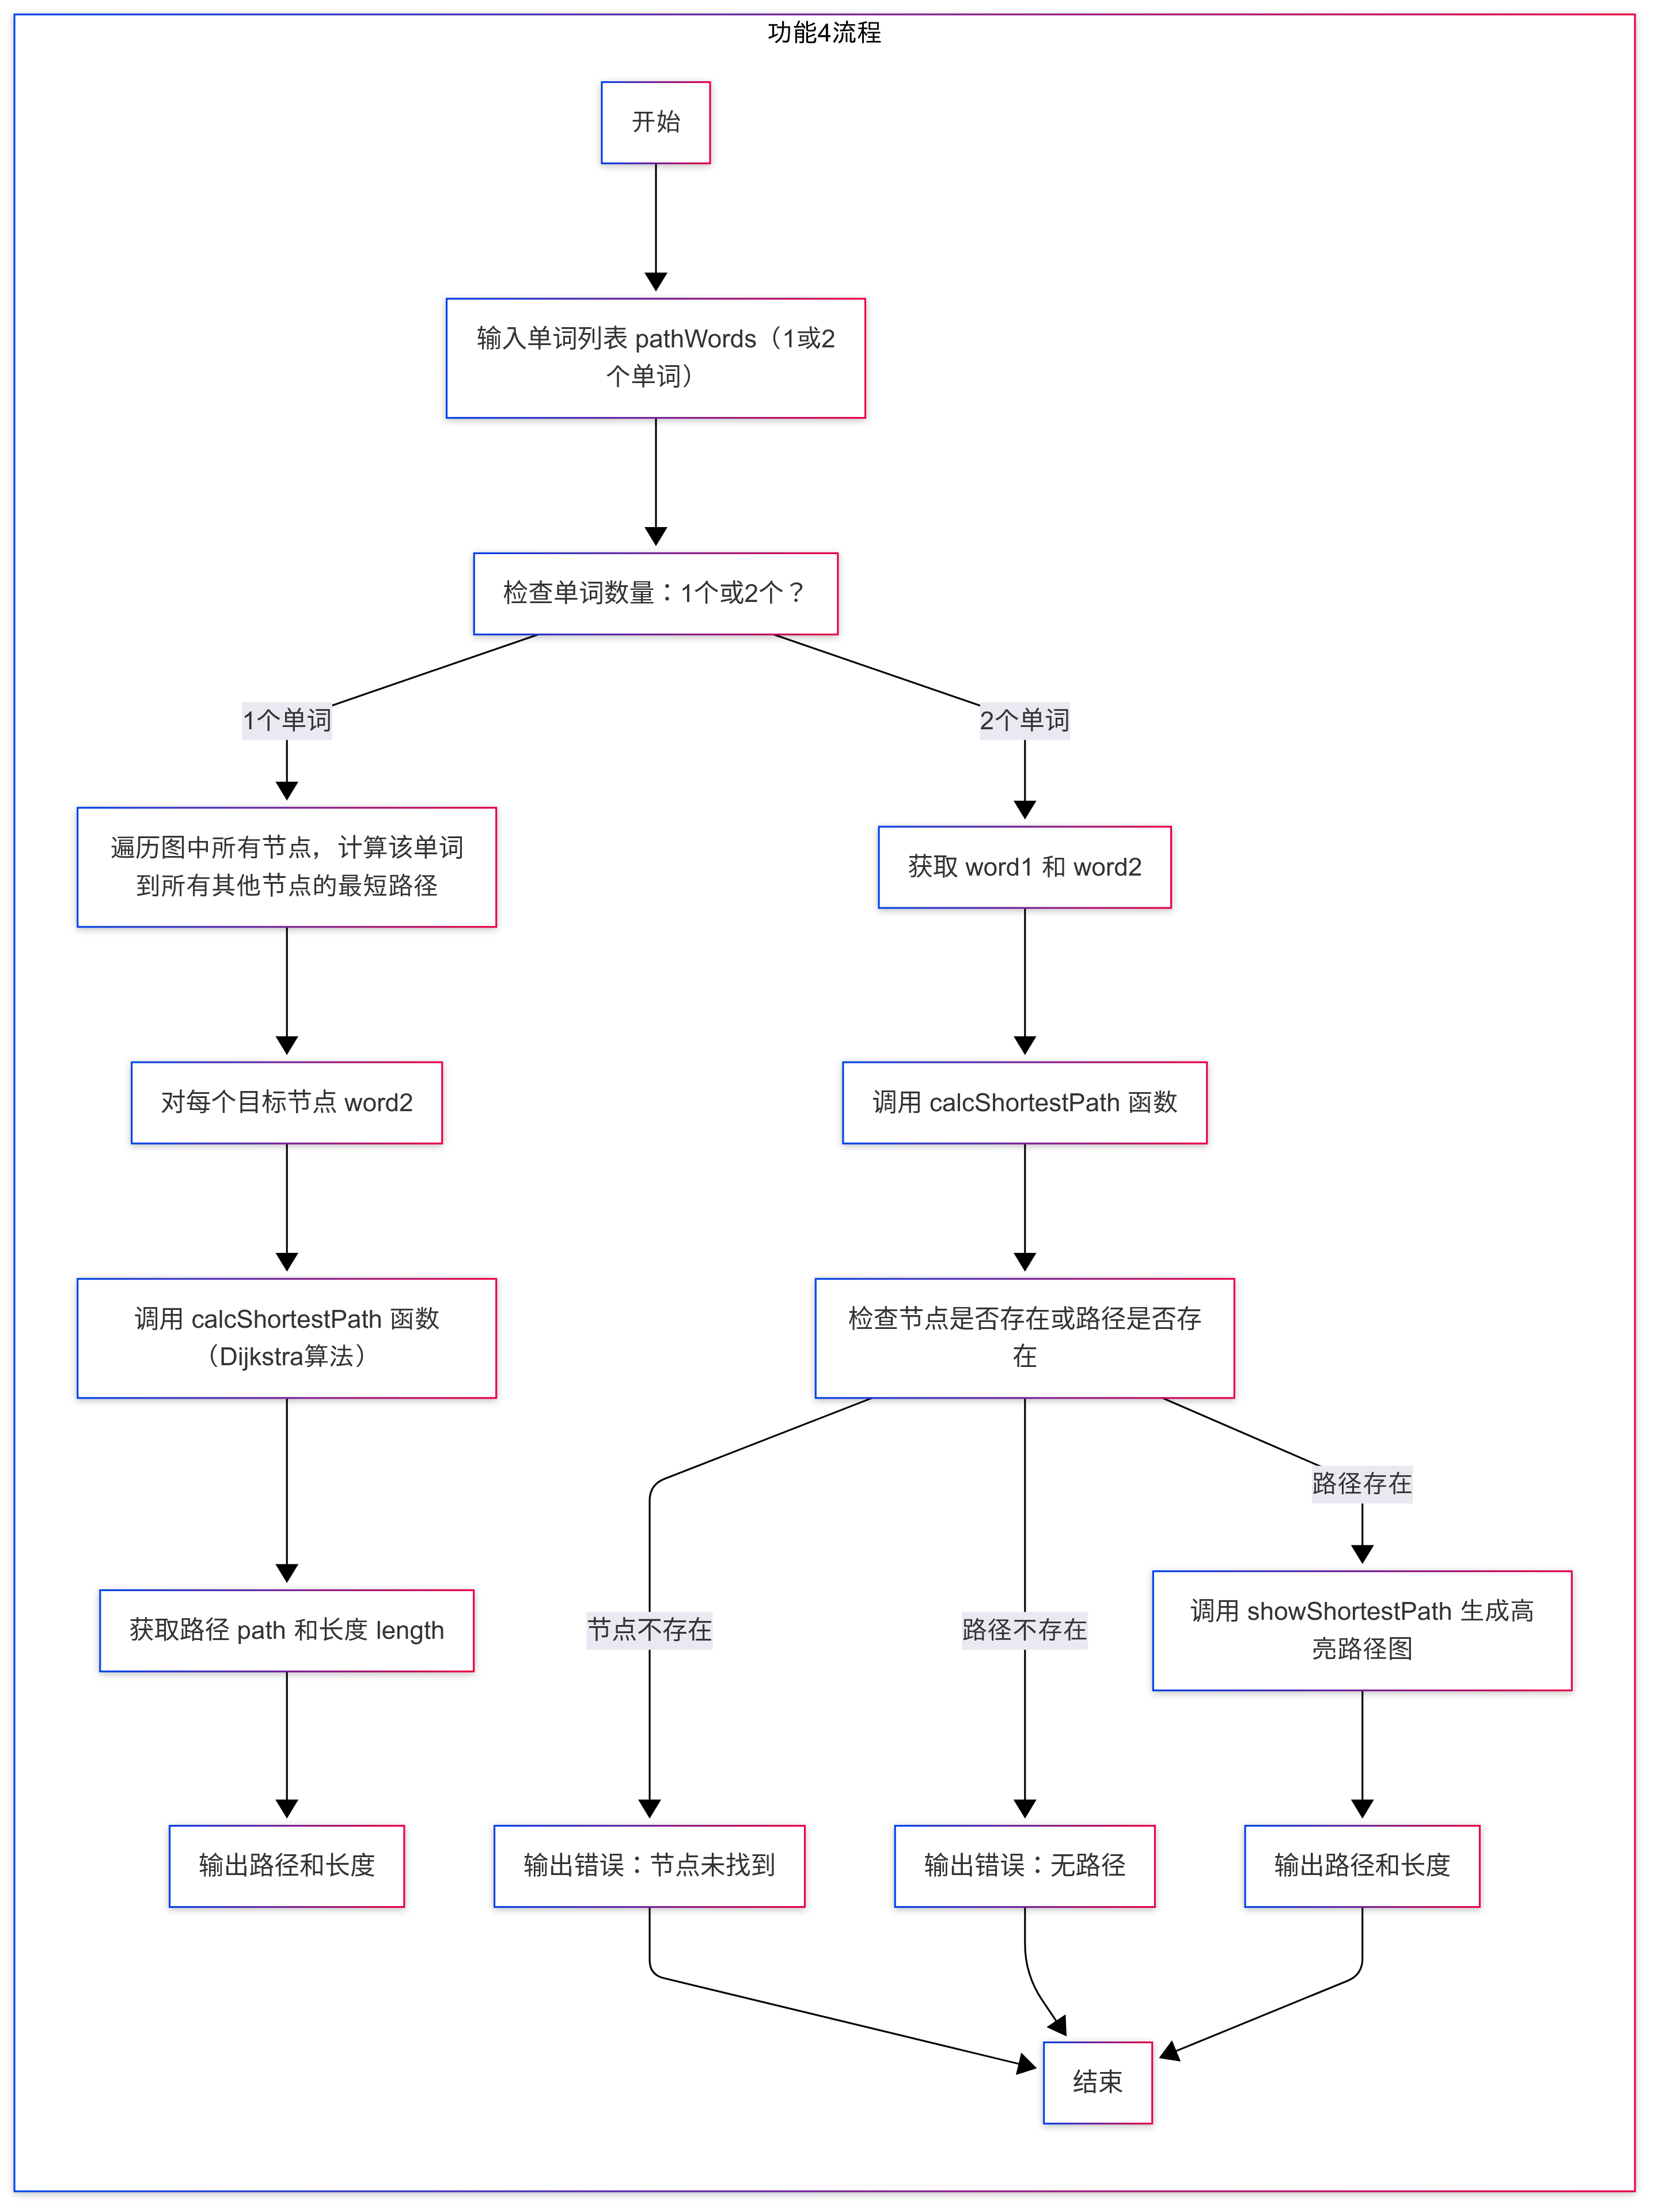 功能4流程
开始
输入单词列表 pathWords（1或2
个单词）
检查单词数量：1个或2个？
1个单词
2个单词
遍历图中所有节点，计算该单词
到所有其他节点的最短路径
获取 word1 和 word2
对每个目标节点 word2
调用 calcShortestPath 函数
调用 calcShortestPath 函数
（Dijkstra算法）
检查节点是否存在或路径是否存
在
路径存在
获取路径 path 和长度 length
节点不存在
路径不存在
调用 showShortestPath 生成高
亮路径图
输出路径和长度
输出错误：节点未找到
输出错误：无路径
输出路径和长度
结束